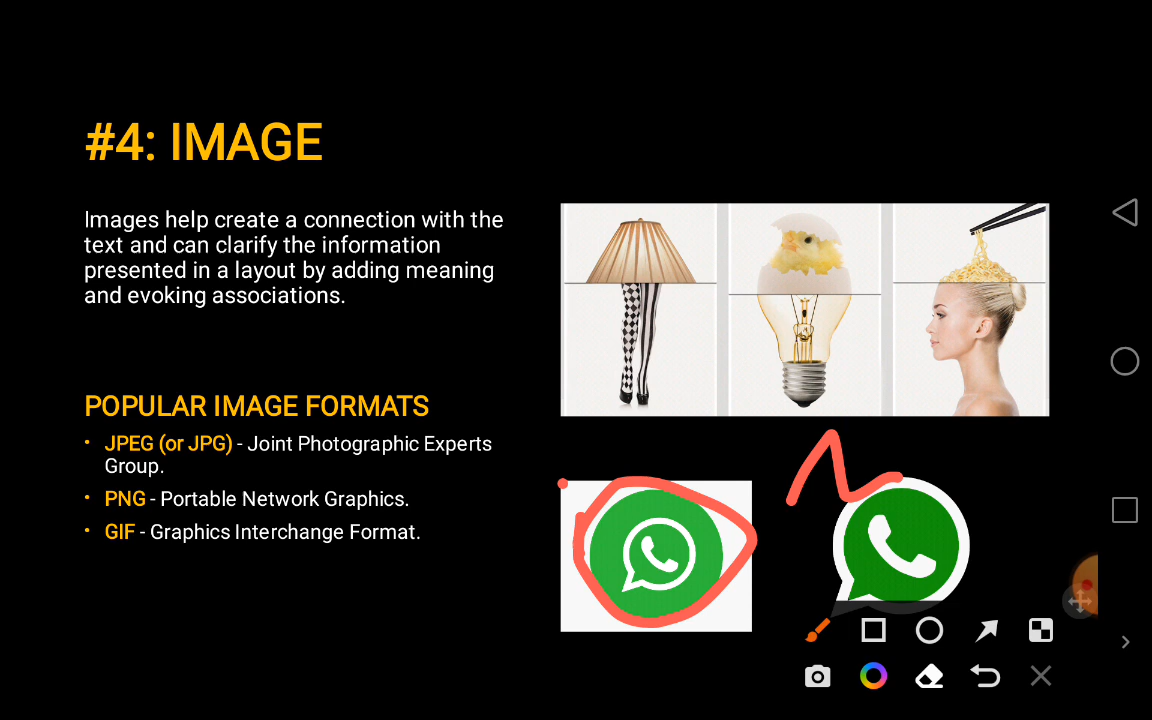 #4: IMAGE
Images help create a connection with the
text and can clarify the information
presented in a layout by adding meaning
and evoking associations.
POPULAR IMAGE FORMATS
• JPEG (or JPG) - Joint Photographic Experts
Group.
• PNG - Portable Network Graphics.
• GIF - Graphics Interchange Format.